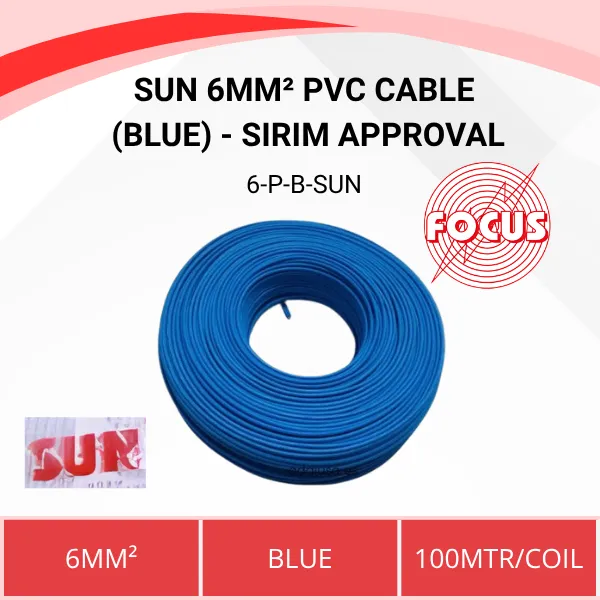 SUN 6MM² PVC CABLE
(BLUE) - SIRIM APPROVAL
6-P-B-SUN
FOCUS
SUN
6MM²
BLUE
100MTR/COIL